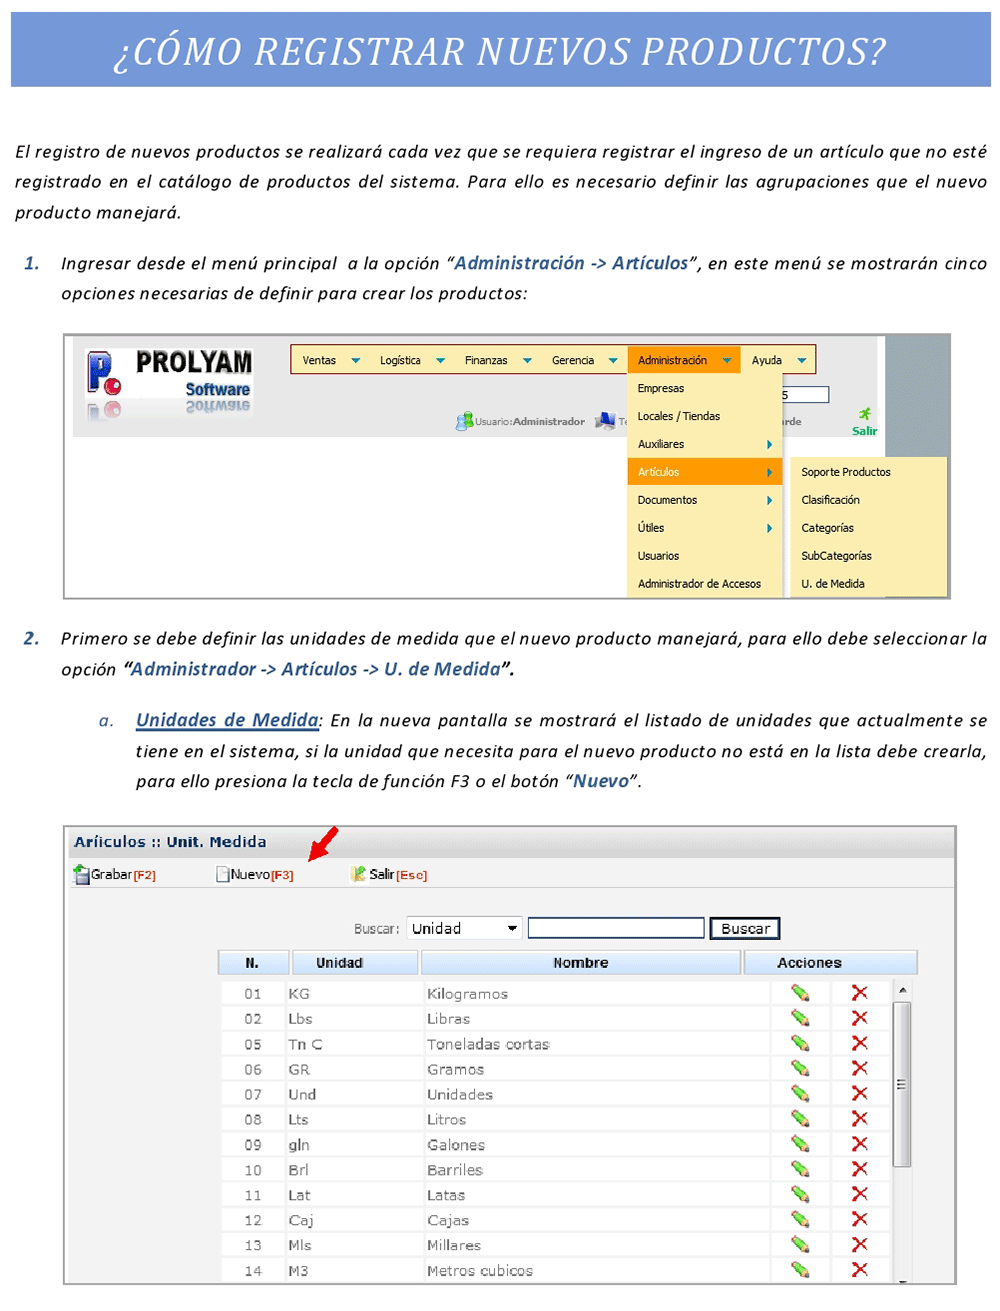 ¿CÓMO REGISTRAR NUEVOS PRODUCTOS?
El registro de nuevos productos se realizará cada vez que se requiera registrar el ingreso de un artículo que no esté
registrado en el catálogo de productos del sistema. Para ello es necesario definir las agrupaciones que el nuevo
producto manejará.
1. Ingresar desde el menú principal a la opción “Administración -> Artículos”, en este menú se mostrarán cinco
opciones necesarias de definir para crear los productos:
PROLYAM
Software
Ventas Logística Finanzas Gerencia Administración Ayuda
Empresas
5
Locales / Tiendas
Usuario:Administrador
rde
Salir
Auxiliares
Artículos
Soporte Productos
Documentos
Clasificación
Útiles
Categorías
Usuarios
SubCategorías
Administrador de Accesos
U. de Medida
2. Primero se debe definir las unidades de medida que el nuevo producto manejará, para ello debe seleccionar la
opción “Administrador -> Artículos -> U. de Medida”.
a. Unidades de Medida: En la nueva pantalla se mostrará el listado de unidades que actualmente se
tiene en el sistema, si la unidad que necesita para el nuevo producto no está en la lista debe crearla,
para ello presiona la tecla de función F3 o el botón “Nuevo”.
Aríiculos :: Unit. Medida
Grabar[F2] Nuevo[F3] Salir[Esc]
Buscar: Unidad Buscar
N. Unidad Nombre Acciones
01 KG Kilogramos
02 Lbs Libras
05 Tn C Toneladas cortas
06 GR Gramos
07 Und Unidades
08 Lts Litros
09 gln Galones
10 Brl Barriles
11 Lat Latas
12 Caj Cajas
13 Mls Millares
14 M3 Metros cubicos